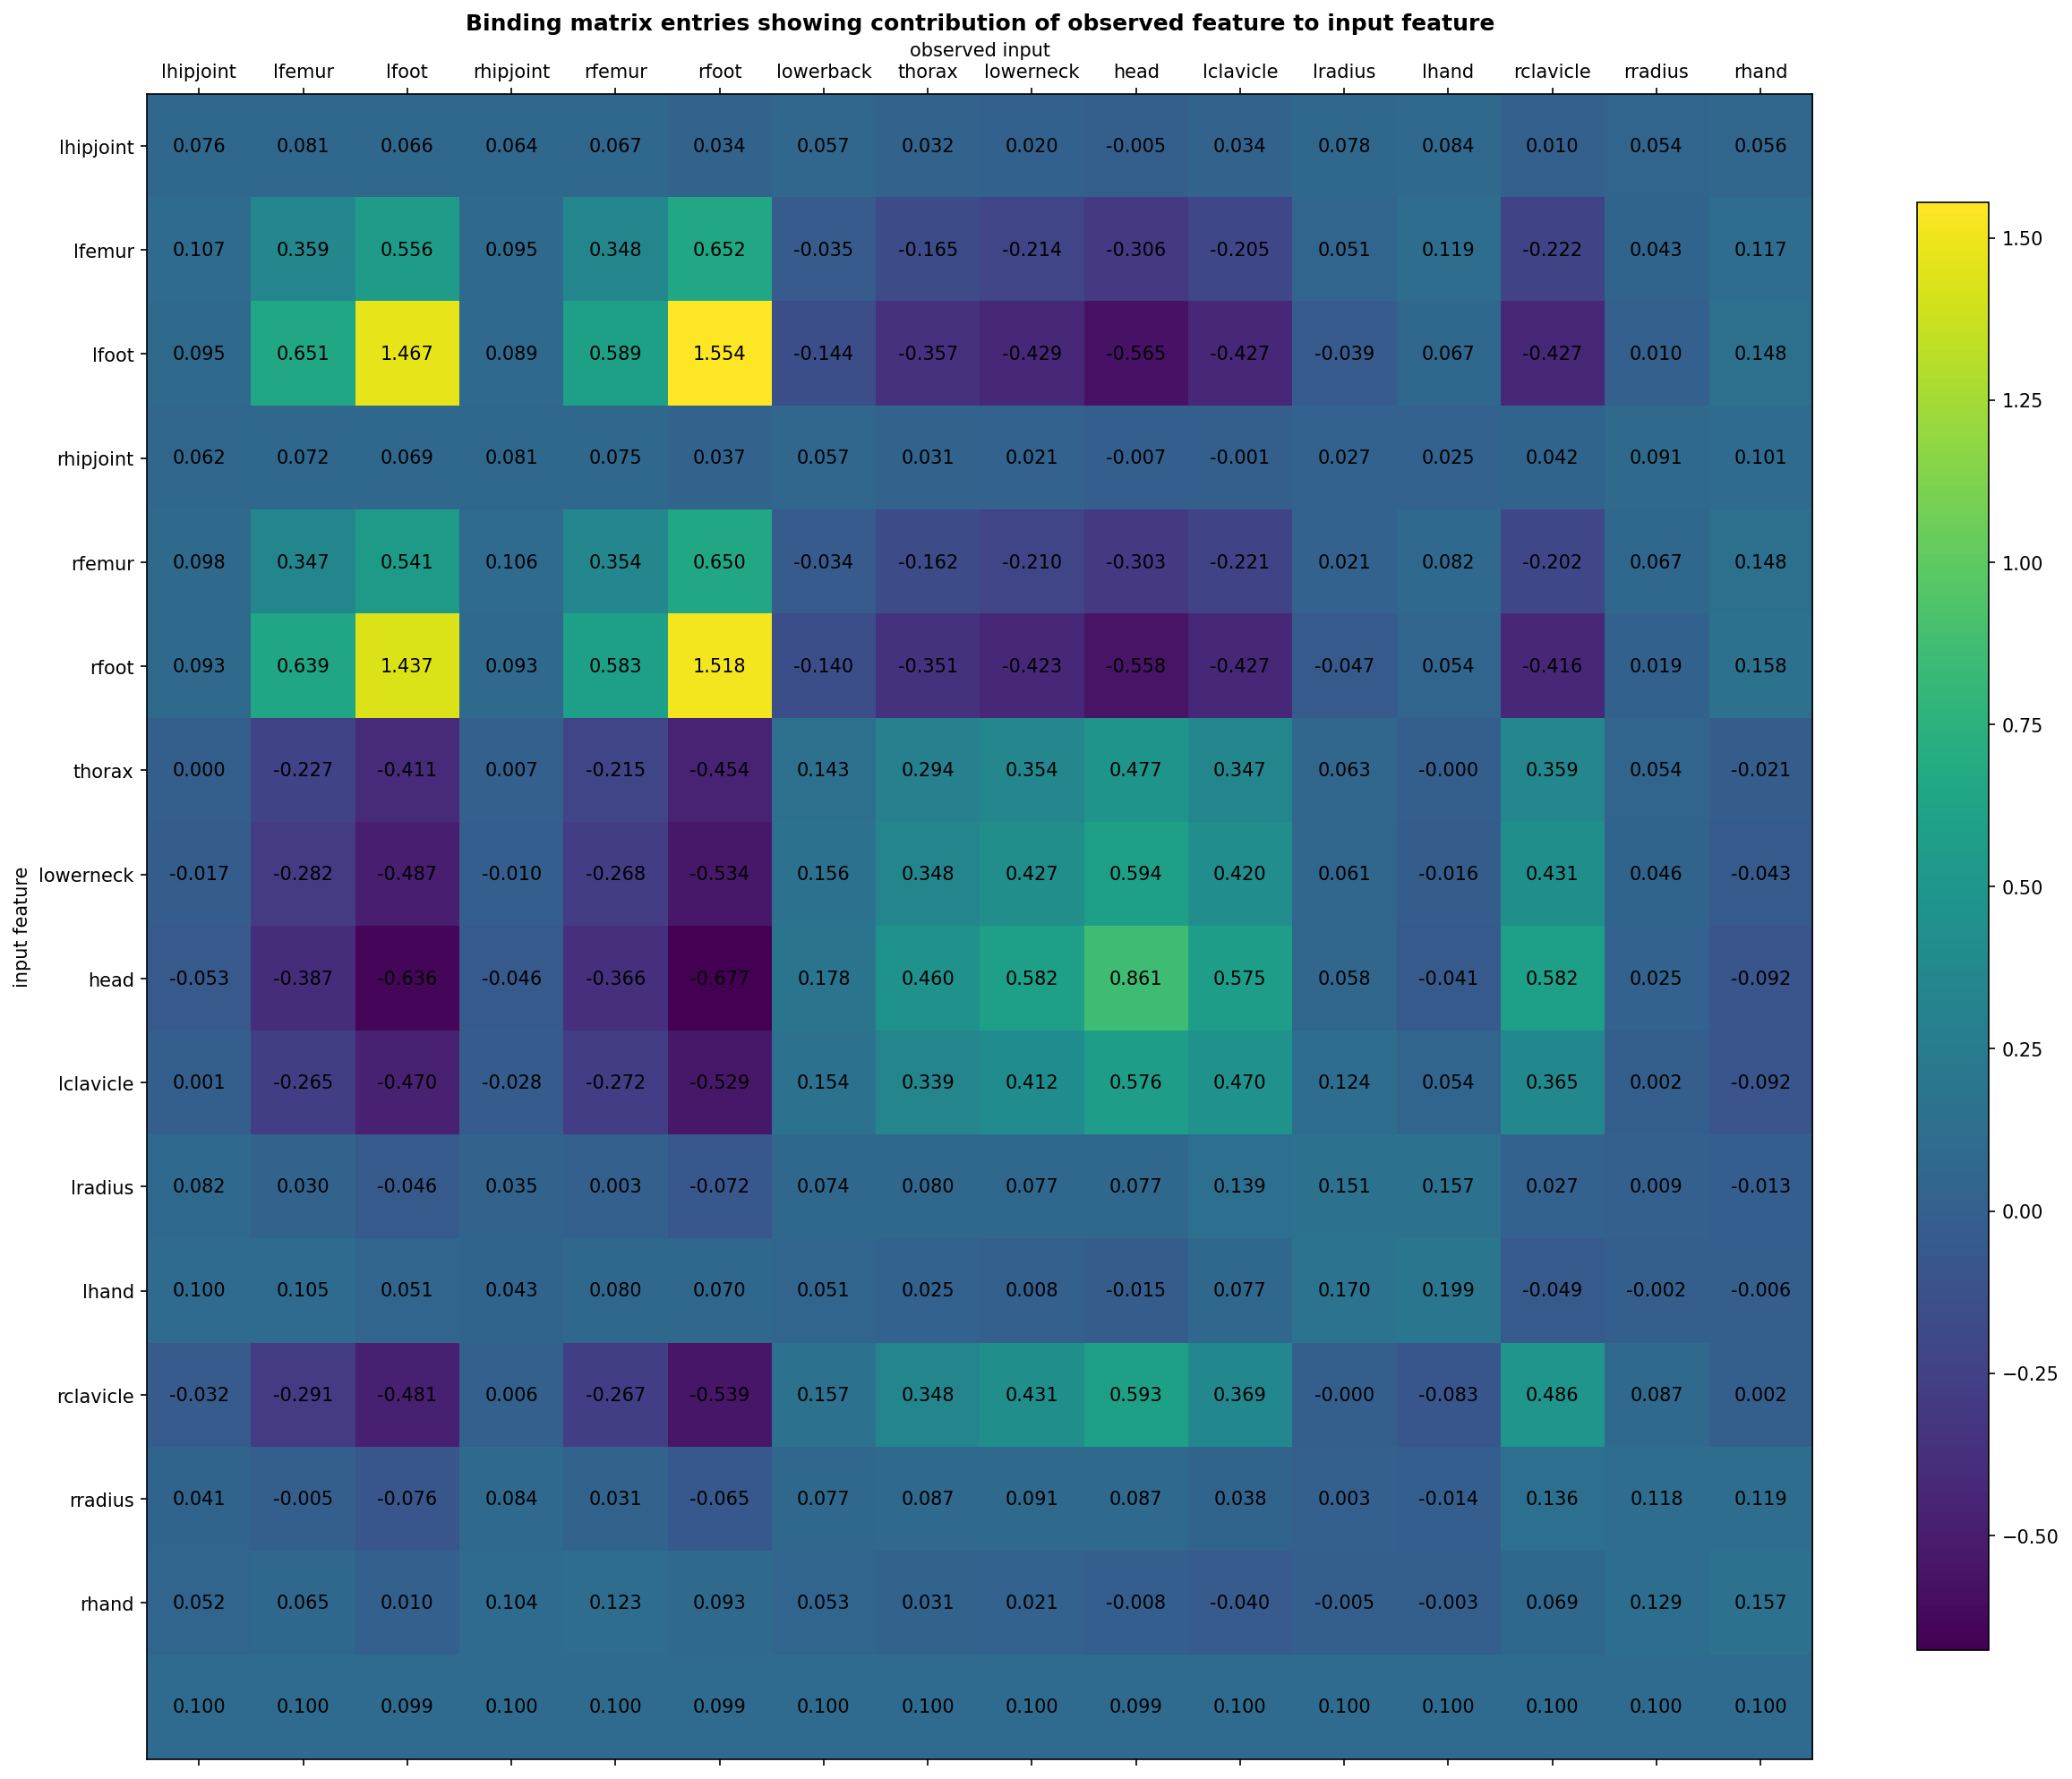 Binding matrix entries showing contribution of observed feature to input feature
observed input
lhipjoint lfemur lfoot rhipjoint rfemur rfoot lowerback thorax lowerneck head lclavicle lradius lhand rclavicle rradius rhand
lhipjoint 0.076 0.081 0.066 0.064 0.067 0.034 0.057 0.032 0.020 -0.005 0.034 0.078 0.084 0.010 0.054 0.056
lfemur 0.107 0.359 0.556 0.095 0.348 0.652 -0.035 -0.165 -0.214 -0.306 -0.205 0.051 0.119 -0.222 0.043 0.117
lfoot 0.095 0.651 1.467 0.089 0.589 1.554 -0.144 -0.357 -0.429 -0.565 -0.427 -0.039 0.067 -0.427 0.010 0.148
rhipjoint 0.062 0.072 0.069 0.081 0.075 0.037 0.057 0.031 0.021 -0.007 -0.001 0.027 0.025 0.042 0.091 0.101
rfemur 0.098 0.347 0.541 0.106 0.354 0.650 -0.034 -0.162 -0.210 -0.303 -0.221 0.021 0.082 -0.202 0.067 0.148
rfoot 0.093 0.639 1.437 0.093 0.583 1.518 -0.140 -0.351 -0.423 -0.558 -0.427 -0.047 0.054 -0.416 0.019 0.158
thorax 0.000 -0.227 -0.411 0.007 -0.215 -0.454 0.143 0.294 0.354 0.477 0.347 0.063 -0.000 0.359 0.054 -0.021
lowerneck -0.017 -0.282 -0.487 -0.010 -0.268 -0.534 0.156 0.348 0.427 0.594 0.420 0.061 -0.016 0.431 0.046 -0.043
input feature
head -0.053 -0.387 -0.636 -0.046 -0.366 -0.677 0.178 0.460 0.582 0.861 0.575 0.058 -0.041 0.582 0.025 -0.092
lclavicle 0.001 -0.265 -0.470 -0.028 -0.272 -0.529 0.154 0.339 0.412 0.576 0.470 0.124 0.054 0.365 0.002 -0.092
lradius 0.082 0.030 -0.046 0.035 0.003 -0.072 0.074 0.080 0.077 0.077 0.139 0.151 0.157 0.027 0.009 -0.013
lhand 0.100 0.105 0.051 0.043 0.080 0.070 0.051 0.025 0.008 -0.015 0.077 0.170 0.199 -0.049 -0.002 -0.006
rclavicle -0.032 -0.291 -0.481 0.006 -0.267 -0.539 0.157 0.348 0.431 0.593 0.369 -0.000 -0.083 0.486 0.087 0.002
rradius 0.041 -0.005 -0.076 0.084 0.031 -0.065 0.077 0.087 0.091 0.087 0.038 0.003 -0.014 0.136 0.118 0.119
rhand 0.052 0.065 0.010 0.104 0.123 0.093 0.053 0.031 0.021 -0.008 -0.040 -0.005 -0.003 0.069 0.129 0.157
0.100 0.100 0.099 0.100 0.100 0.099 0.100 0.100 0.100 0.099 0.100 0.100 0.100 0.100 0.100 0.100
1.50
1.25
1.00
0.75
0.50
0.25
0.00
−0.25
−0.50